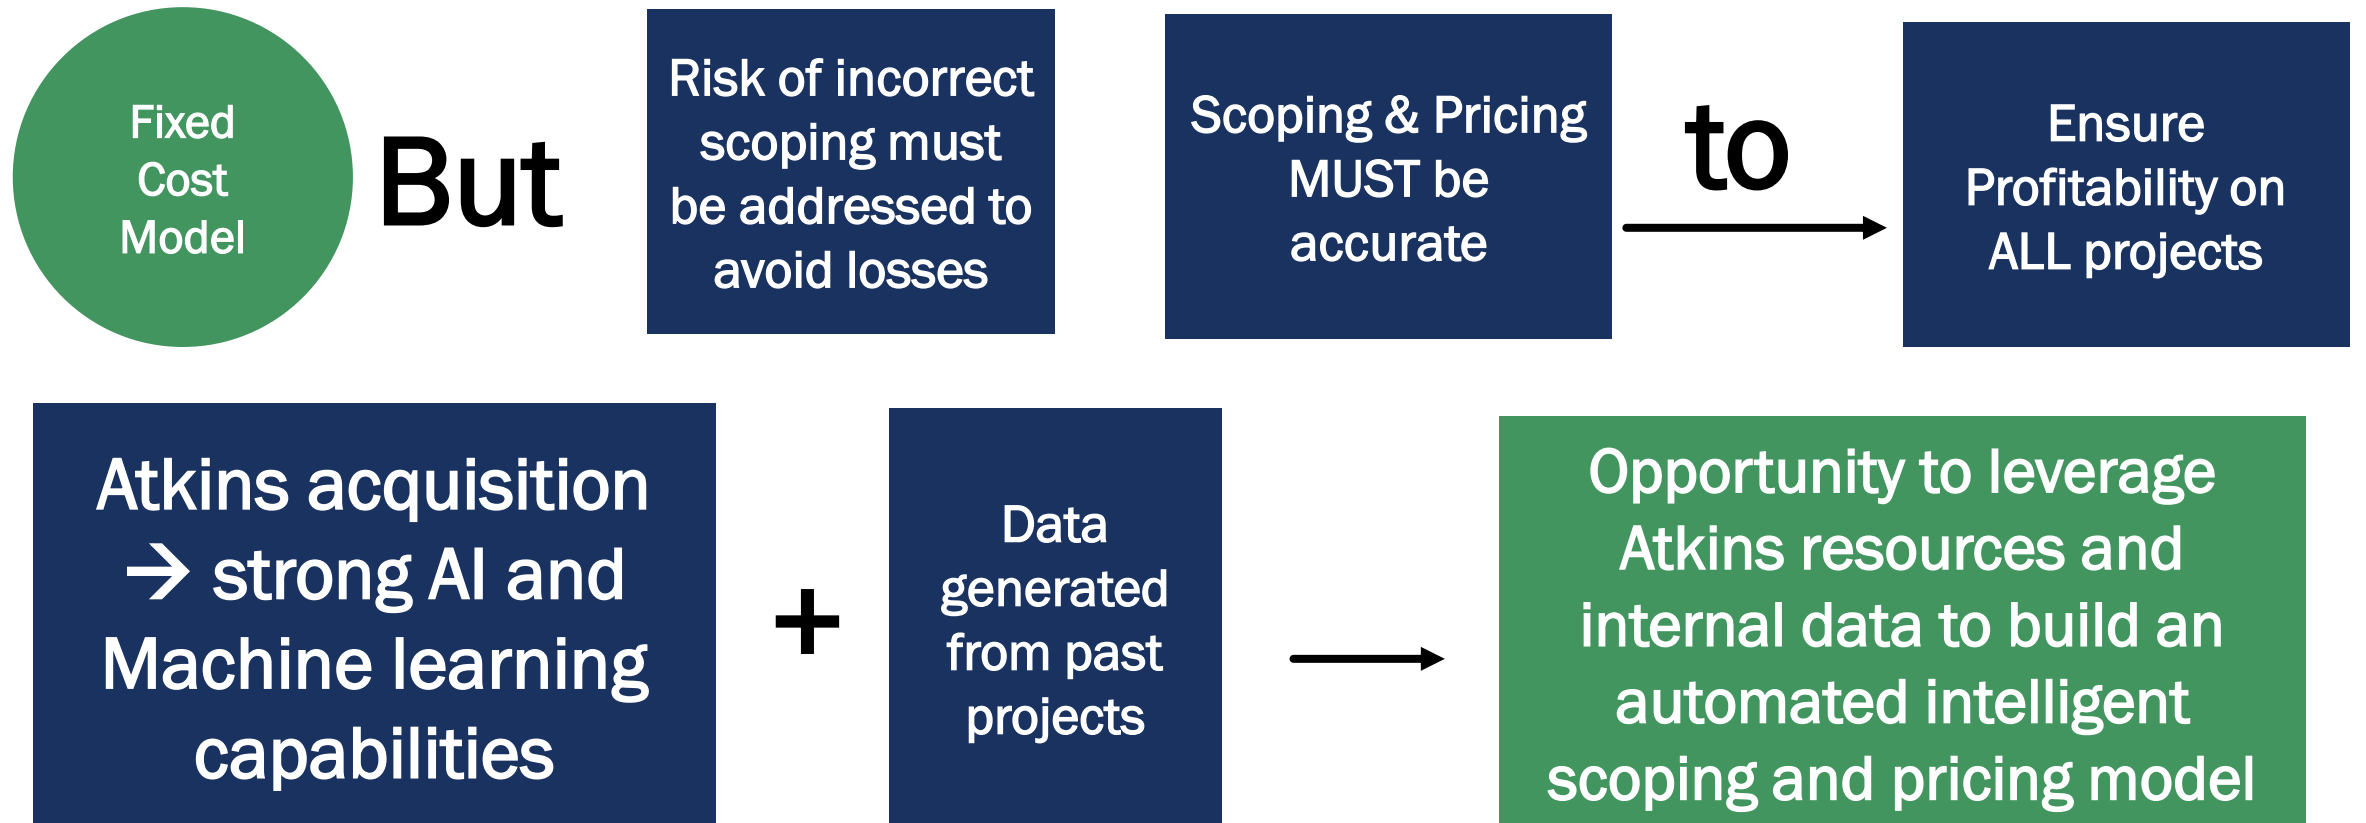 Fixed
Cost
Model
But
Risk of incorrect
scoping must
be addressed to
avoid losses
Scoping & Pricing
MUST be
accurate
to
Ensure
Profitability on
ALL projects
Atkins acquisition
→ strong AI and
Machine learning
capabilities
+
Data
generated
from past
projects
Opportunity to leverage
Atkins resources and
internal data to build an
automated intelligent
scoping and pricing model